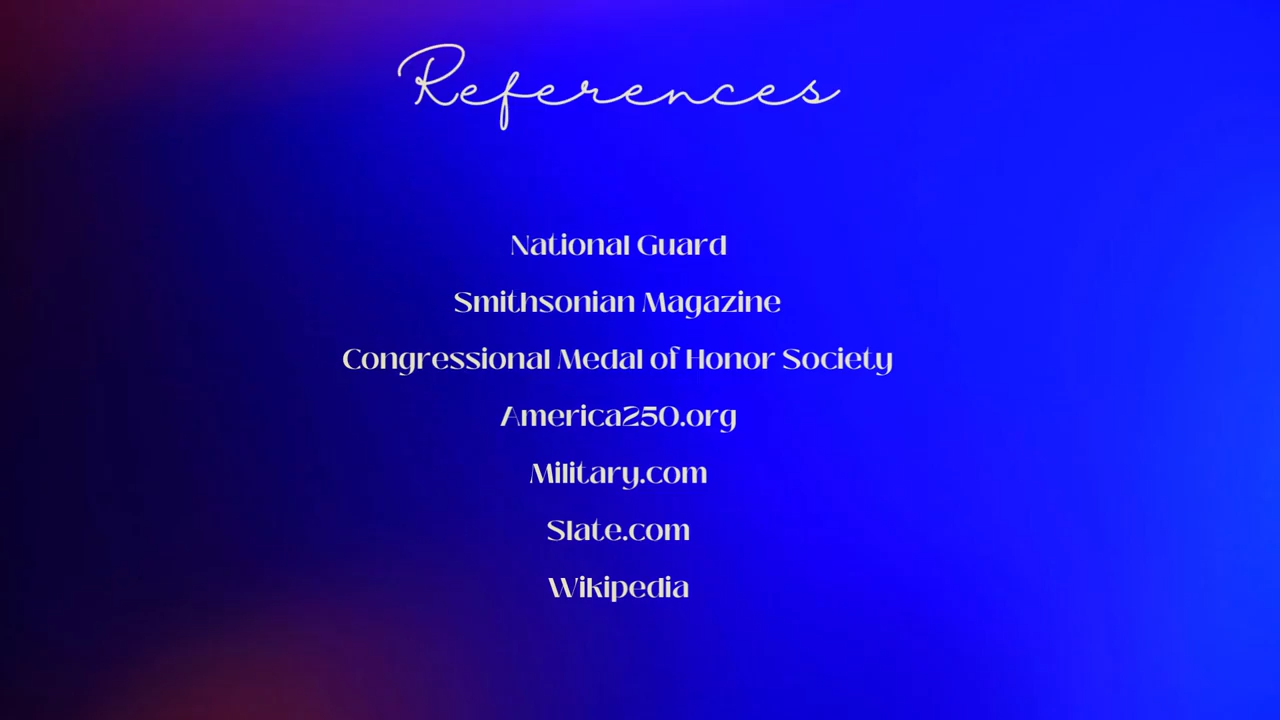 References
National Guard
Smithsonian Magazine
Congressional Medal of Honor Society
America250.org
Military.com
Slate.com
Wikipedia